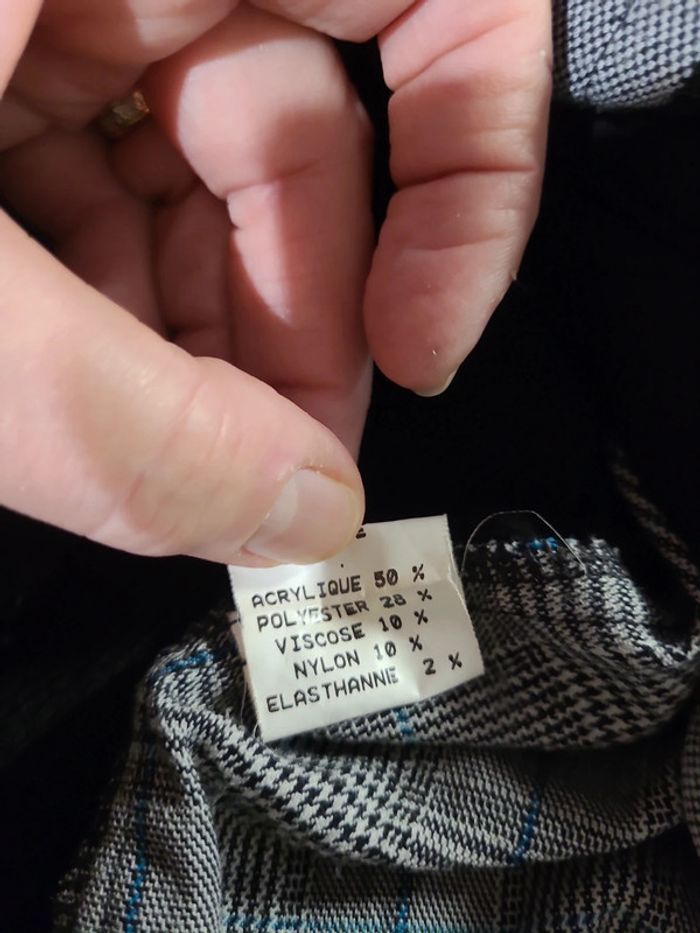 ACRYLIQUE 50 %
POLYESTER 28 %
VISCOSE 10 %
NYLON 10 %
ELASTHANNE 2 %